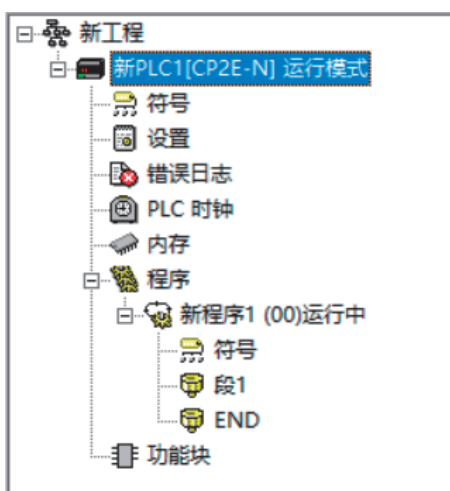 新工程
新PLC1[CP2E-N] 运行模式
符号
设置
错误日志
PLC 时钟
内存
程序
新程序1 (00)运行中
符号
段1
END
功能块